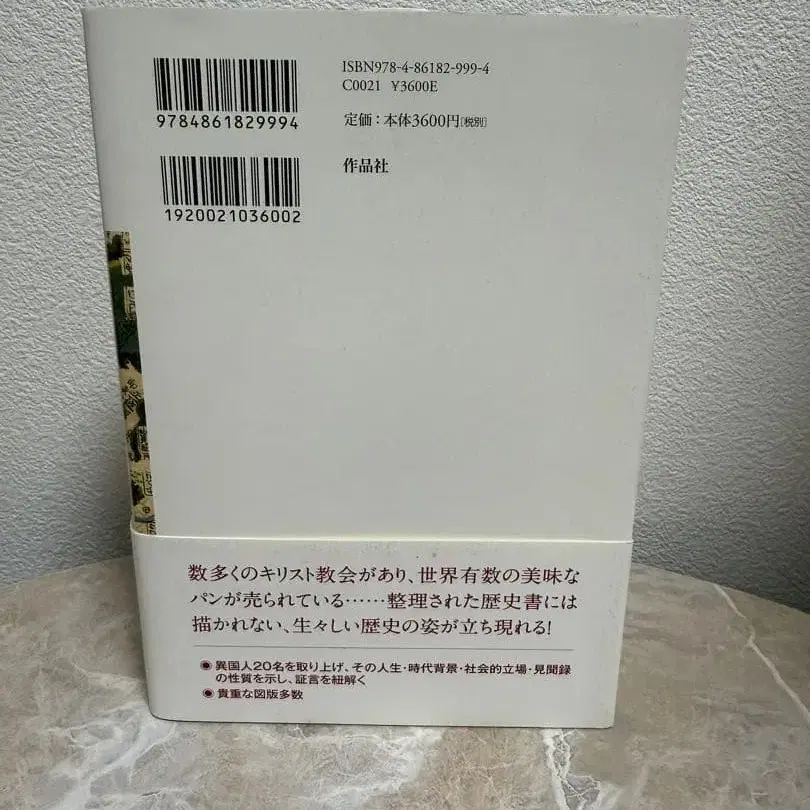 ISBN978-4-86182-999-4
C0021 ¥3600E
9784861829994
定価：本体3600円[税別]
作品社
1920021036002
数多くのキリスト教会があり、世界有数の美味な
パンが売られている……整理された歴史書には
描かれない、生々しい歴史の姿が立ち現れる!
●異国人20名を取り上げ、その人生・時代背景・社会的立場・見聞録
の性質を示し、証言を紐解く
●貴重な図版多数